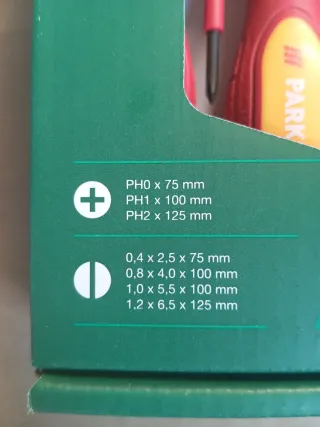 PARK
PH0 x 75 mm
PH1 x 100 mm
PH2 x 125 mm
0,4 x 2,5 x 75 mm
0,8 x 4,0 x 100 mm
1,0 x 5,5 x 100 mm
1,2 x 6,5 x 125 mm